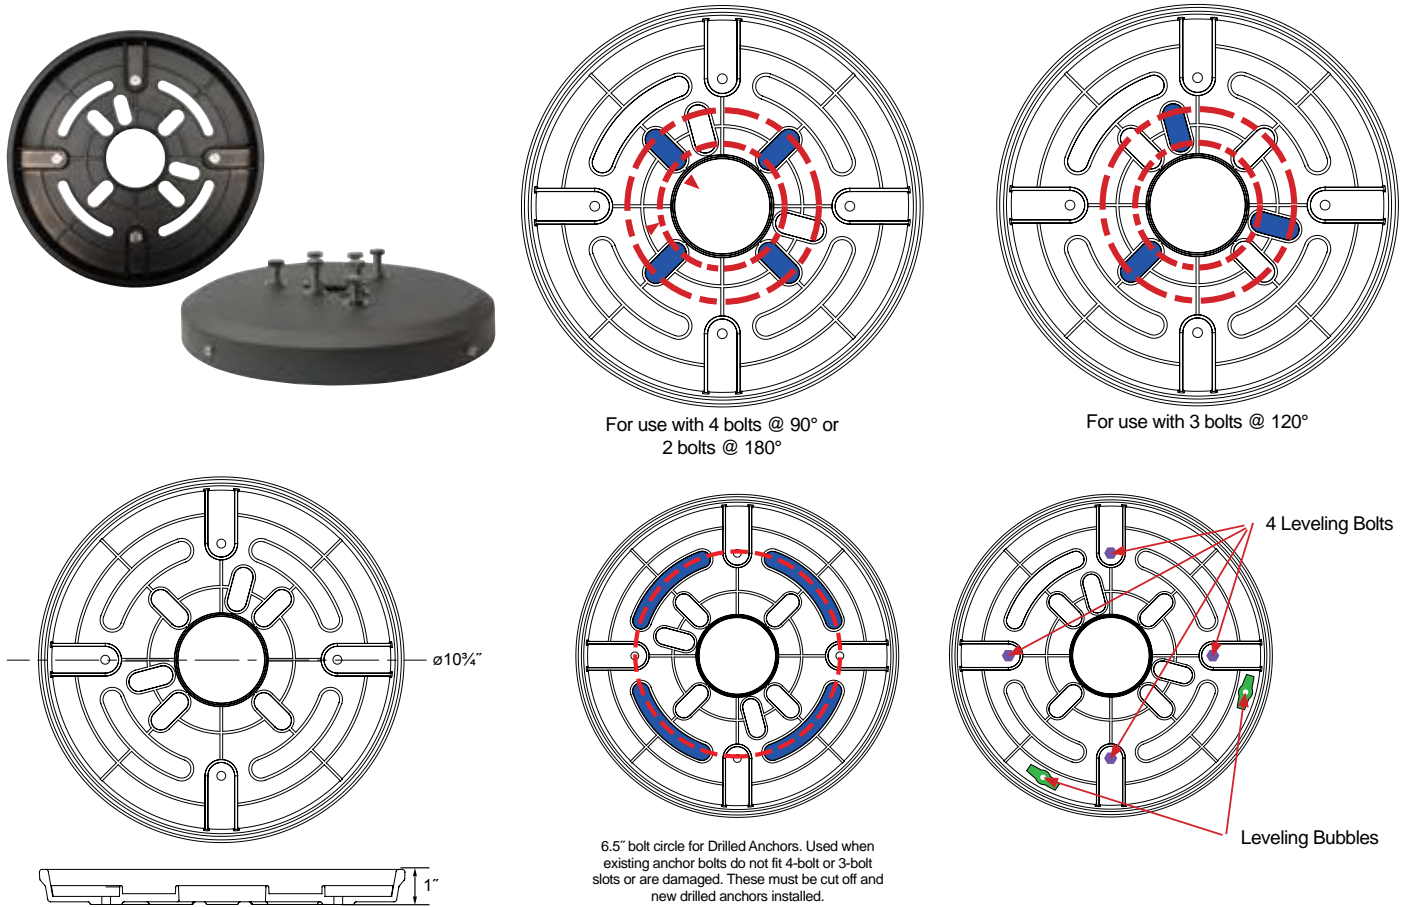 For use with 4 bolts @ 90° or
2 bolts @ 180°
For use with 3 bolts @ 120°
ø10¾˝
1˝
6.5˝ bolt circle for Drilled Anchors. Used when
existing anchor bolts do not fit 4-bolt or 3-bolt
slots or are damaged. These must be cut off and
new drilled anchors installed.
4 Leveling Bolts
Leveling Bubbles